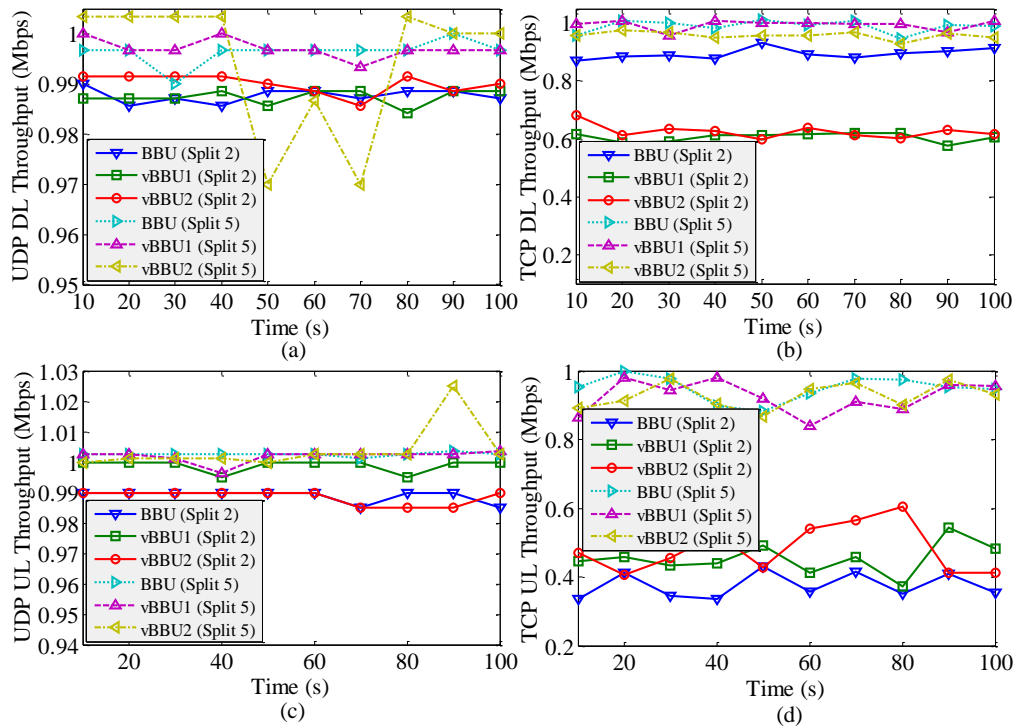 UDP DL Throughput (Mbps)
1
0.99
0.98
0.97
0.96
0.95
BBU (Split 2)
vBBU1 (Split 2)
vBBU2 (Split 2)
BBU (Split 5)
vBBU1 (Split 5)
vBBU2 (Split 5)
10 20 30 40 50 60 70 80 90 100
Time (s)
(a)
TCP DL Throughput (Mbps)
1
0.8
0.6
0.4
0.2
BBU (Split 2)
vBBU1 (Split 2)
vBBU2 (Split 2)
BBU (Split 5)
vBBU1 (Split 5)
vBBU2 (Split 5)
10 20 30 40 50 60 70 80 90 100
Time (s)
(b)
UDP UL Throughput (Mbps)
1.03
1.02
1.01
1
0.99
0.98
0.97
0.96
0.95
0.94
BBU (Split 2)
vBBU1 (Split 2)
vBBU2 (Split 2)
BBU (Split 5)
vBBU1 (Split 5)
vBBU2 (Split 5)
20 40 60 80 100
Time (s)
(c)
TCP UL Throughput (Mbps)
1
0.8
0.6
0.4
0.2
BBU (Split 2)
vBBU1 (Split 2)
vBBU2 (Split 2)
BBU (Split 5)
vBBU1 (Split 5)
vBBU2 (Split 5)
20 40 60 80 100
Time (s)
(d)